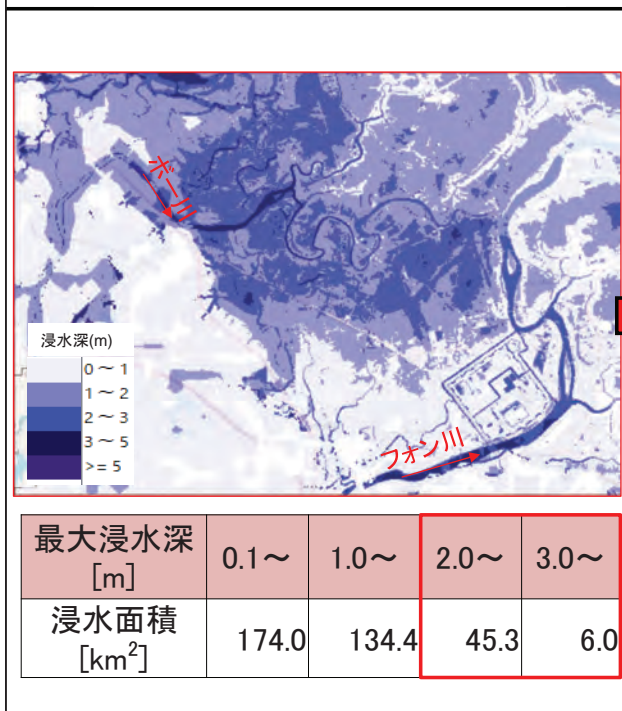 ボー川
浸水深(m)
0～1
1～2
2～3
3～5
>= 5
フォン川
最大浸水深 [m] 0.1～ 1.0～ 2.0～ 3.0～
浸水面積 [km²] 174.0 134.4 45.3 6.0